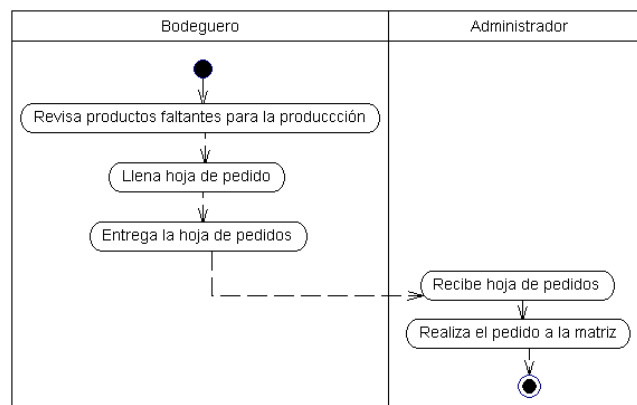 Bodeguero
Administrador
Revisa productos faltantes para la produccción
Llena hoja de pedido
Entrega la hoja de pedidos
Recibe hoja de pedidos
Realiza el pedido a la matriz